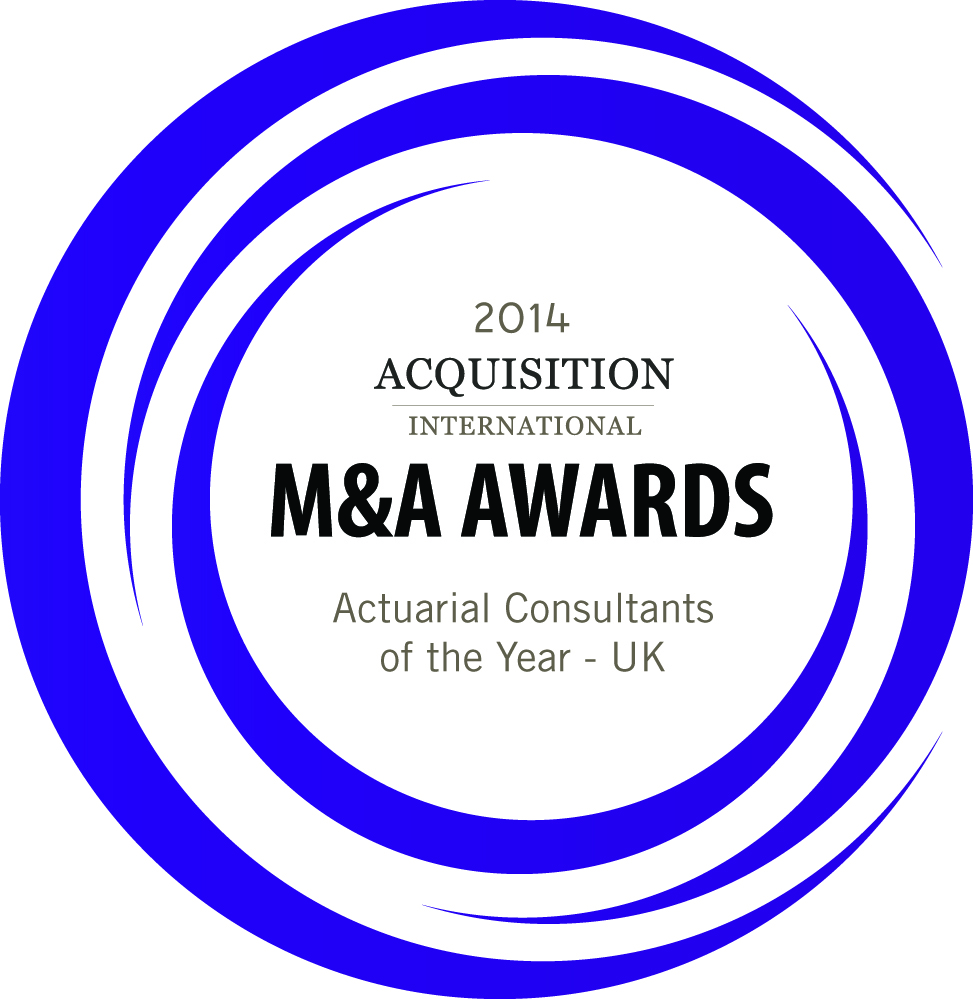 2014
ACQUISITION
INTERNATIONAL
M&A AWARDS
Actuarial Consultants
of the Year - UK